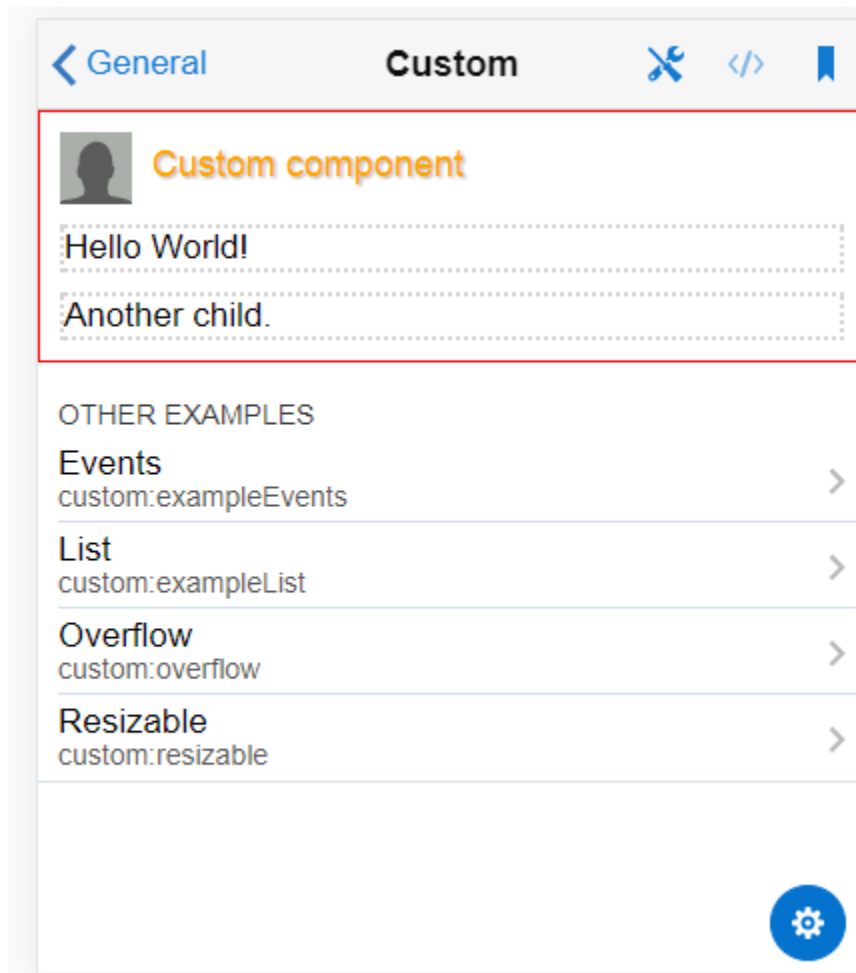 General Custom </>
Custom component
Hello World!
Another child.
OTHER EXAMPLES
Events
custom:exampleEvents
List
custom:exampleList
Overflow
custom:overflow
Resizable
custom:resizable